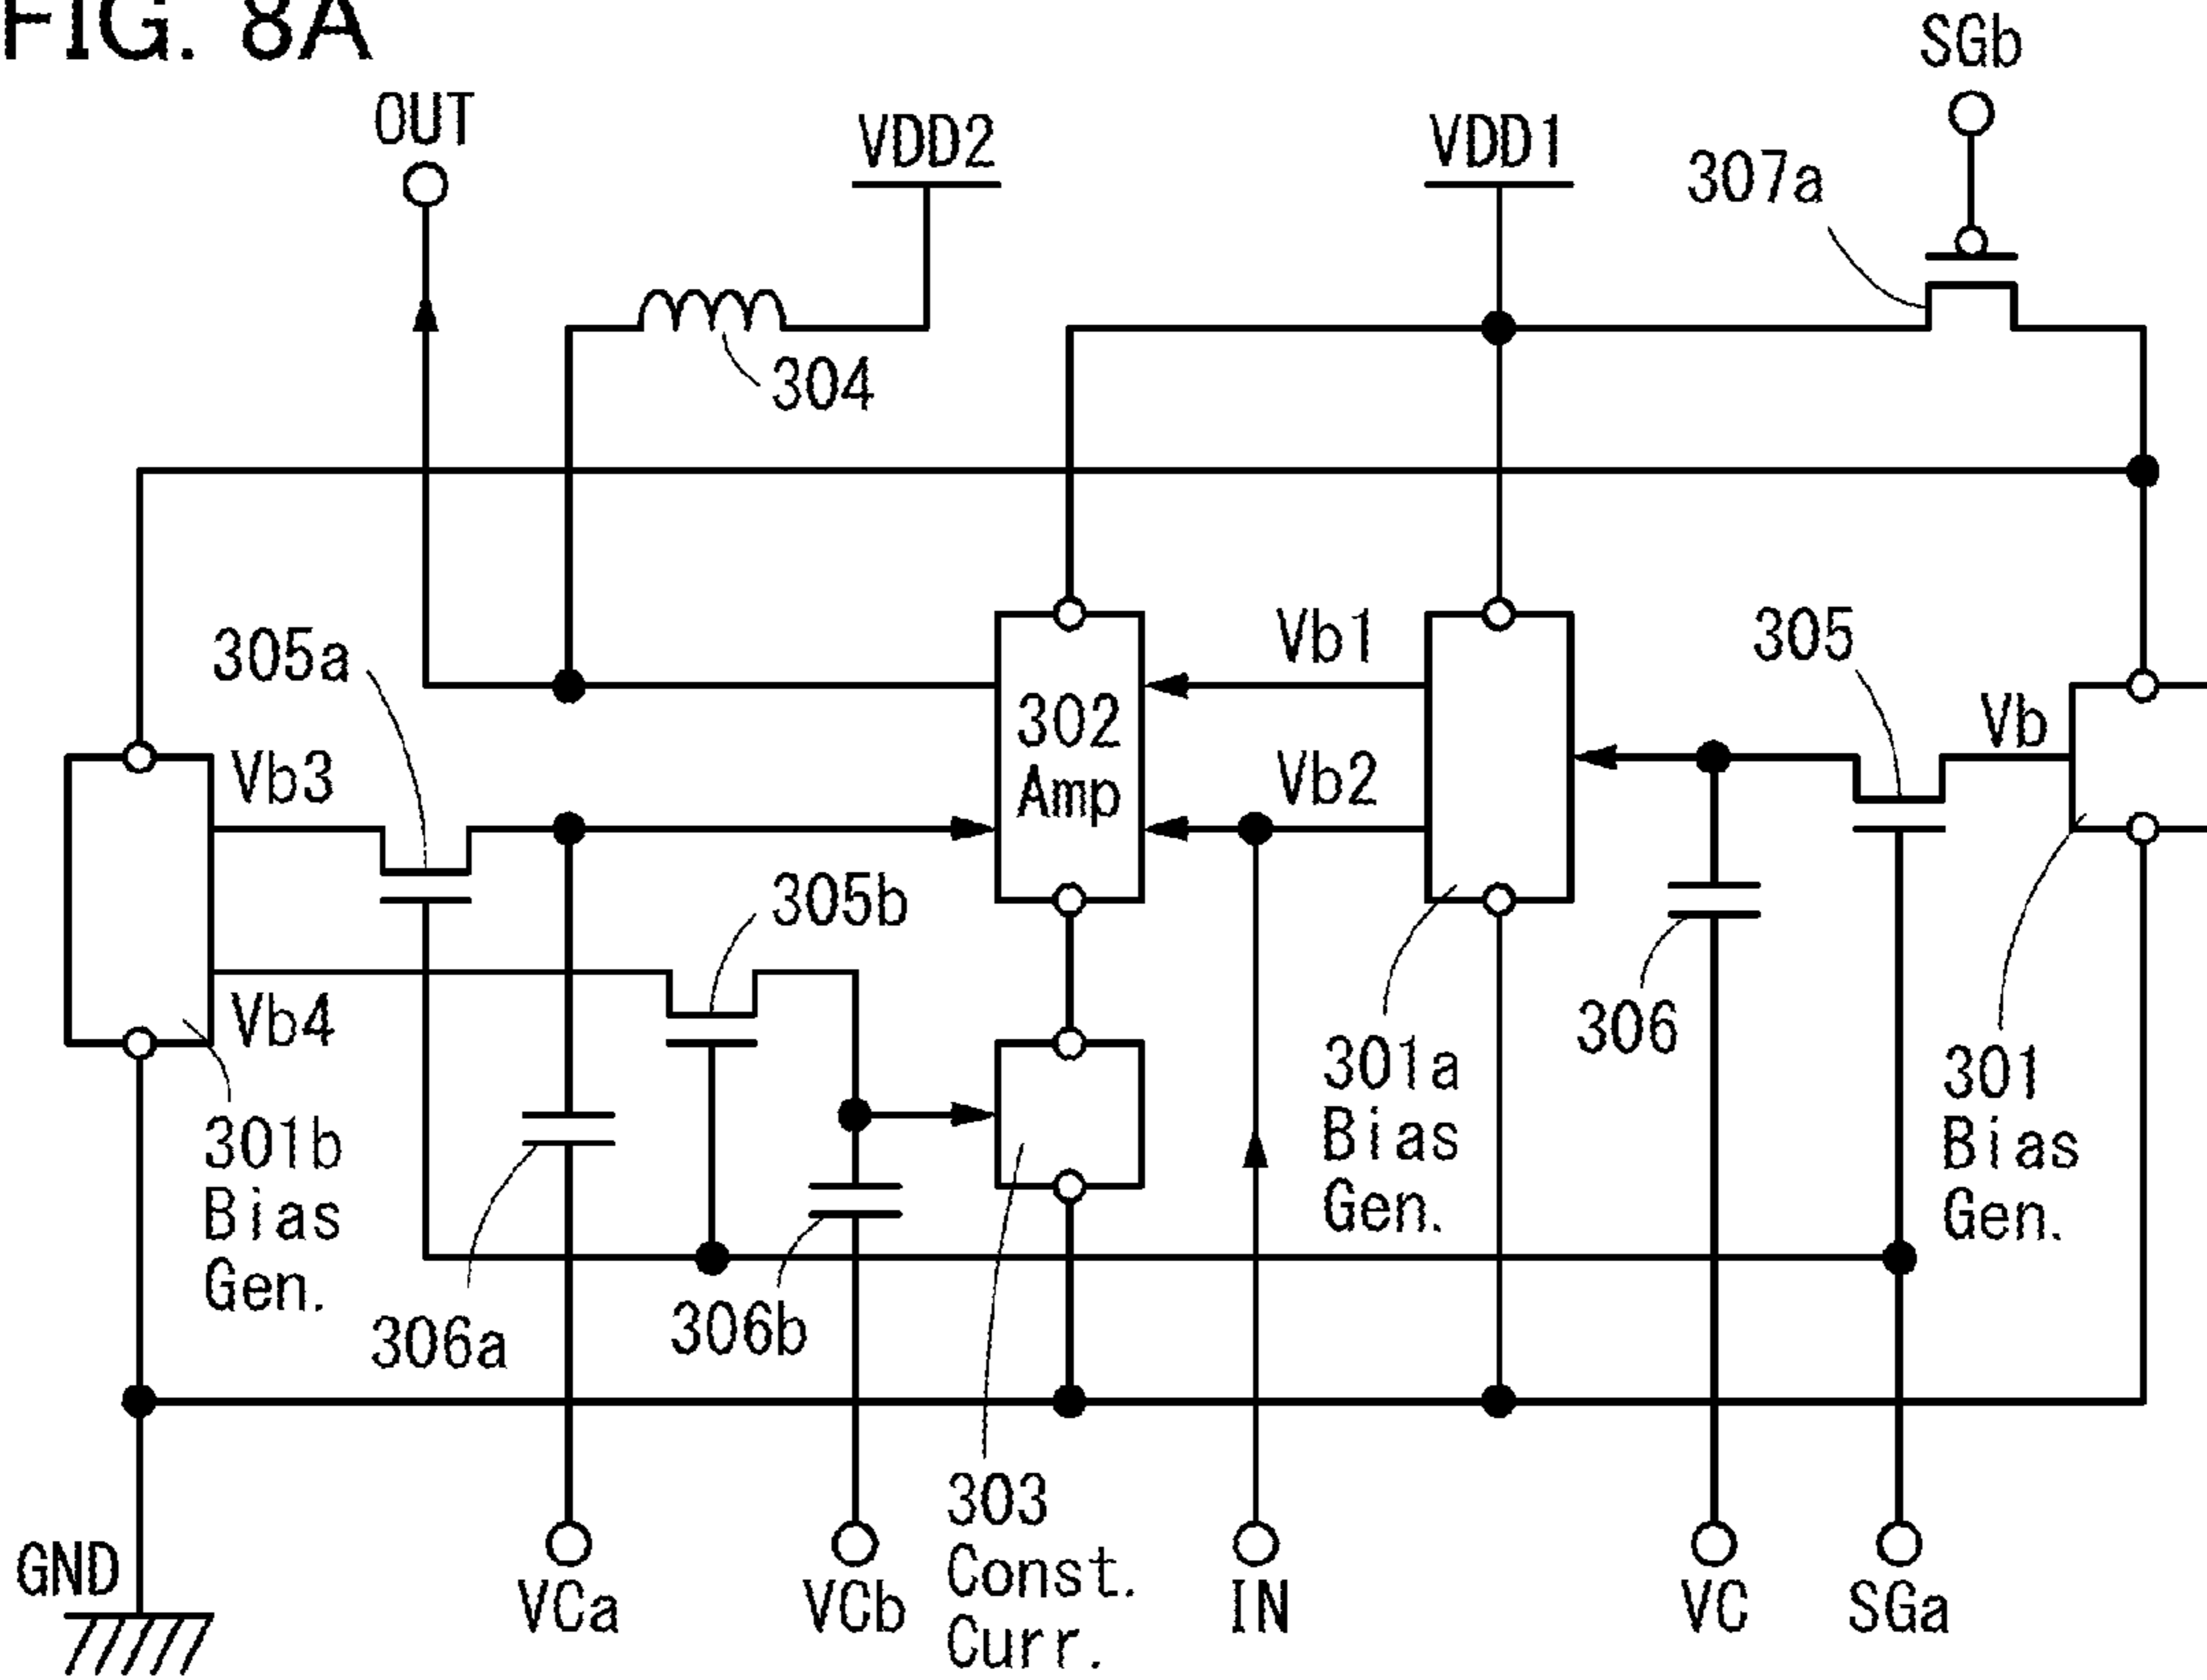 FIG. 8A
SGb
OUT
VDD2
VDD1
307a
304
305a
Vb1
305
302
Amp
Vb
Vb3
Vb2
305b
Vb4
306
301a
Bias
Gen.
301
Bias
Gen.
301b
Bias
Gen.
306a
306b
303
Const.
Curr.
GND
VCa
VCb
IN
VC
SGa